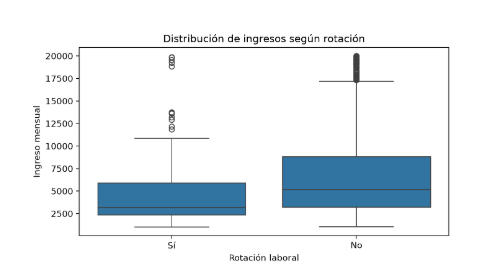 Distribución de ingresos según rotación
20000
17500
15000
12500
10000
7500
5000
2500
Ingreso mensual
Sí No
Rotación laboral